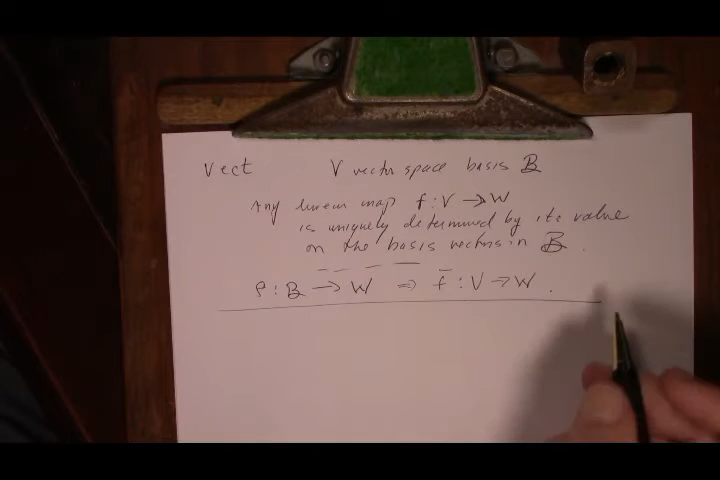 Vect V vector space basis B
Any linear map f : V → W
is uniquely determined by its value
on the basis vectors in B.
ρ : B → W ⇒ f̄ : V → W.